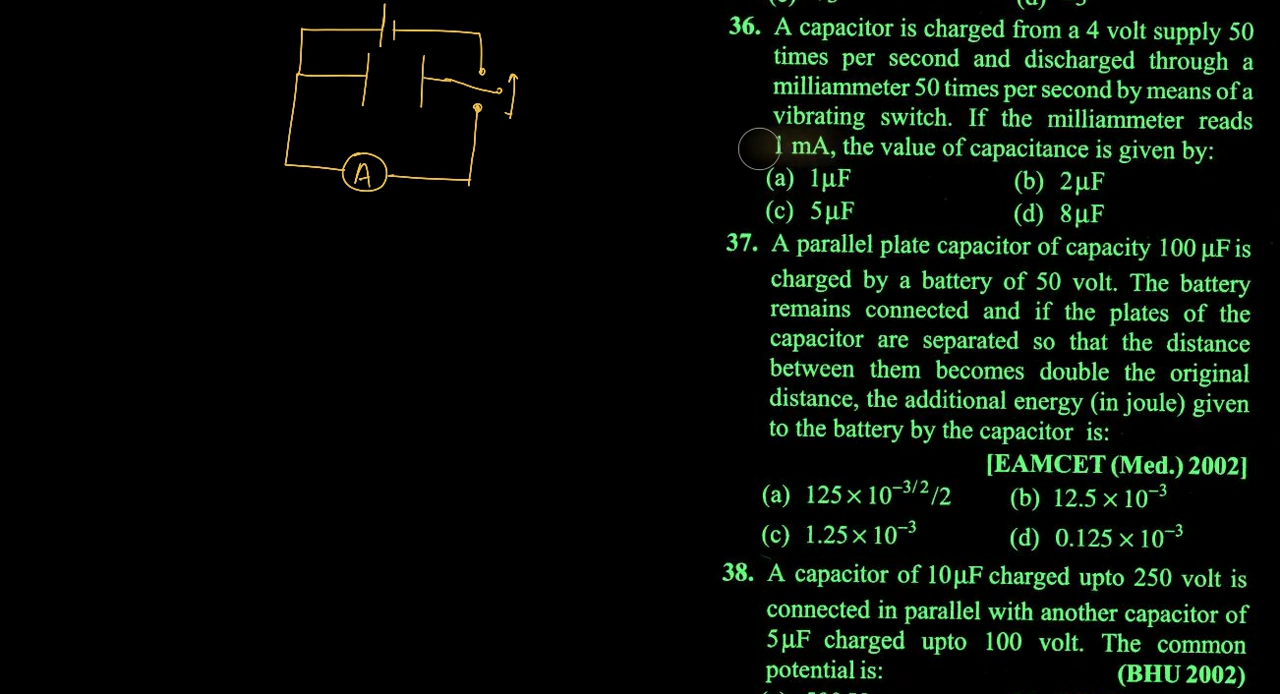 A
36. A capacitor is charged from a 4 volt supply 50
times per second and discharged through a
milliammeter 50 times per second by means of a
vibrating switch. If the milliammeter reads
1 mA, the value of capacitance is given by:
(a) 1μF (b) 2μF
(c) 5μF (d) 8μF
37. A parallel plate capacitor of capacity 100 μF is
charged by a battery of 50 volt. The battery
remains connected and if the plates of the
capacitor are separated so that the distance
between them becomes double the original
distance, the additional energy (in joule) given
to the battery by the capacitor is:
[EAMCET (Med.) 2002]
(a) 125 × 10⁻³/²/2 (b) 12.5 × 10⁻³
(c) 1.25 × 10⁻³ (d) 0.125 × 10⁻³
38. A capacitor of 10μF charged upto 250 volt is
connected in parallel with another capacitor of
5μF charged upto 100 volt. The common
potential is: (BHU 2002)